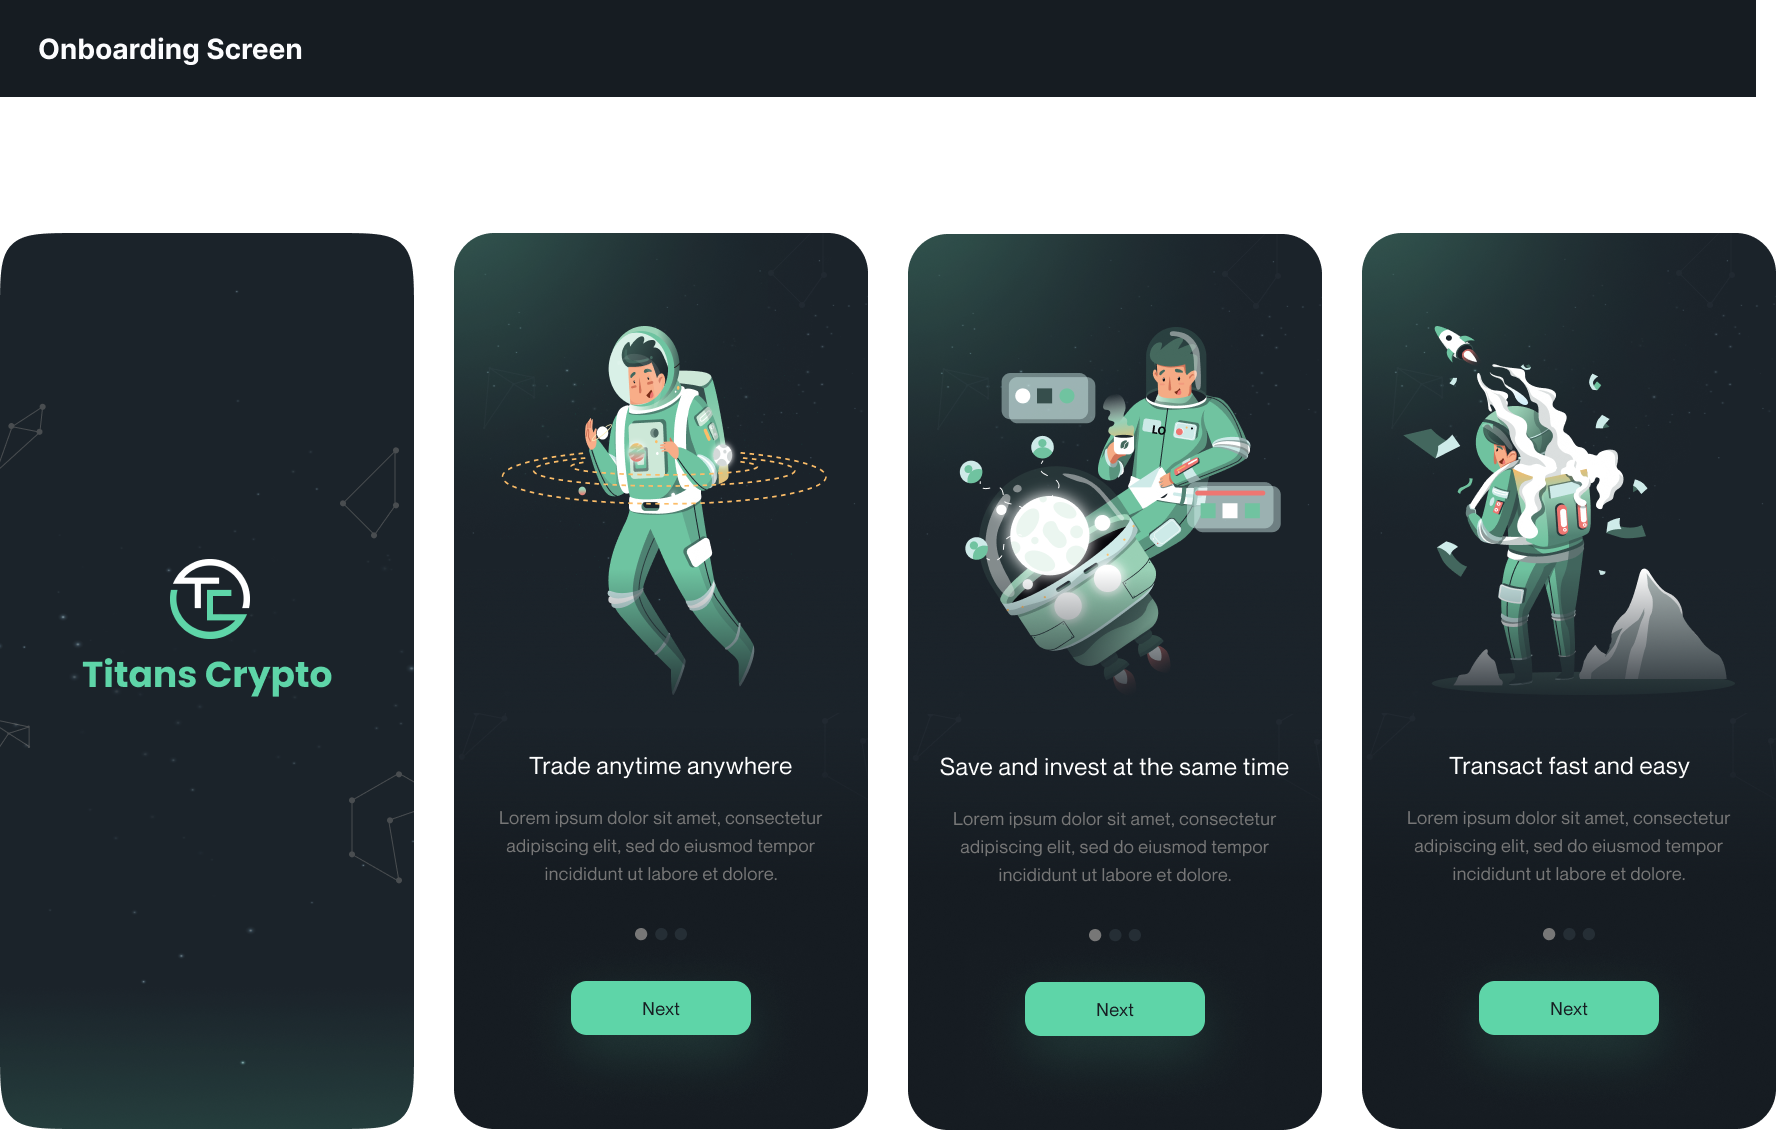 Onboarding Screen
TC
Titans Crypto
Trade anytime anywhere
Lorem ipsum dolor sit amet, consectetur
adipiscing elit, sed do eiusmod tempor
incididunt ut labore et dolore.
Next
LO
Save and invest at the same time
Lorem ipsum dolor sit amet, consectetur
adipiscing elit, sed do eiusmod tempor
incididunt ut labore et dolore.
Next
Transact fast and easy
Lorem ipsum dolor sit amet, consectetur
adipiscing elit, sed do eiusmod tempor
incididunt ut labore et dolore.
Next